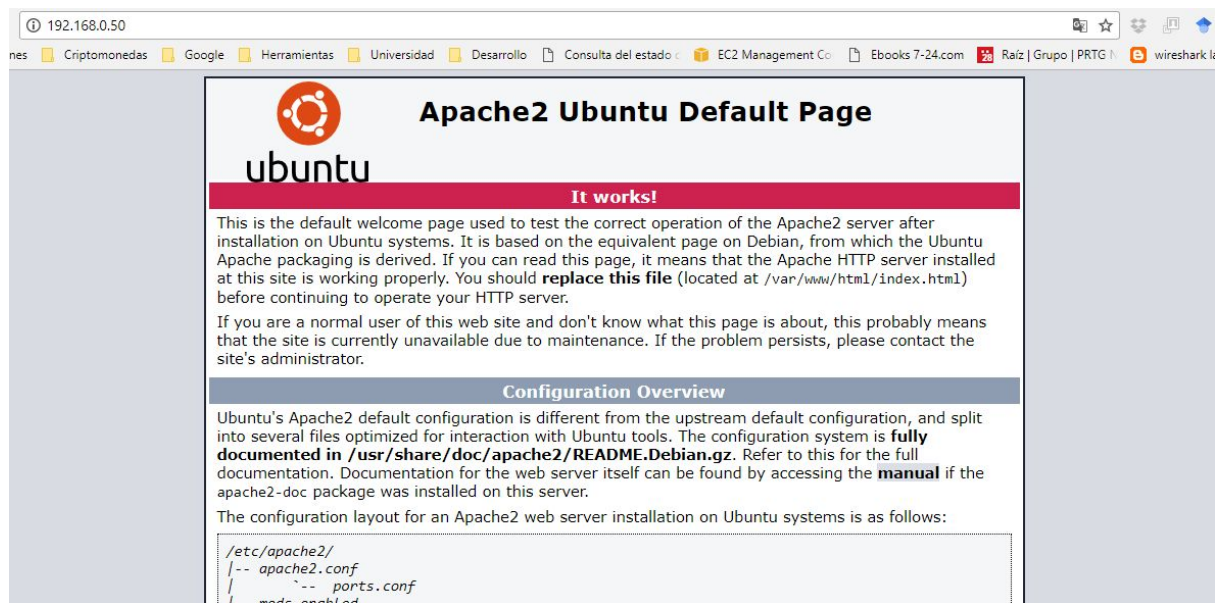 192.168.0.50
nes Criptomonedas Google Herramientas Universidad Desarrollo Consulta del estado EC2 Management Co Ebooks 7-24.com Raíz | Grupo | PRTG N wireshark la
Apache2 Ubuntu Default Page
ubuntu
It works!
This is the default welcome page used to test the correct operation of the Apache2 server after
installation on Ubuntu systems. It is based on the equivalent page on Debian, from which the Ubuntu
Apache packaging is derived. If you can read this page, it means that the Apache HTTP server installed
at this site is working properly. You should replace this file (located at /var/www/html/index.html)
before continuing to operate your HTTP server.
If you are a normal user of this web site and don't know what this page is about, this probably means
that the site is currently unavailable due to maintenance. If the problem persists, please contact the
site's administrator.
Configuration Overview
Ubuntu's Apache2 default configuration is different from the upstream default configuration, and split
into several files optimized for interaction with Ubuntu tools. The configuration system is fully
documented in /usr/share/doc/apache2/README.Debian.gz. Refer to this for the full
documentation. Documentation for the web server itself can be found by accessing the manual if the
apache2-doc package was installed on this server.
The configuration layout for an Apache2 web server installation on Ubuntu systems is as follows:
/etc/apache2/
|-- apache2.conf
| `-- ports.conf
|-- mods-enabled